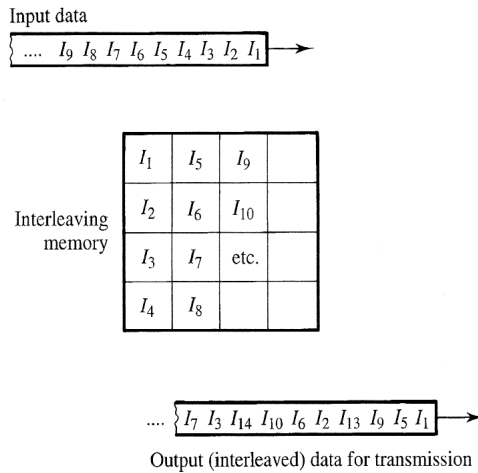 Input data
.... I₉ I₈ I₇ I₆ I₅ I₄ I₃ I₂ I₁
I₁ I₅ I₉
I₂ I₆ I₁₀
Interleaving
memory
I₃ I₇ etc.
I₄ I₈
.... I₇ I₃ I₁₄ I₁₀ I₆ I₂ I₁₃ I₉ I₅ I₁
Output (interleaved) data for transmission